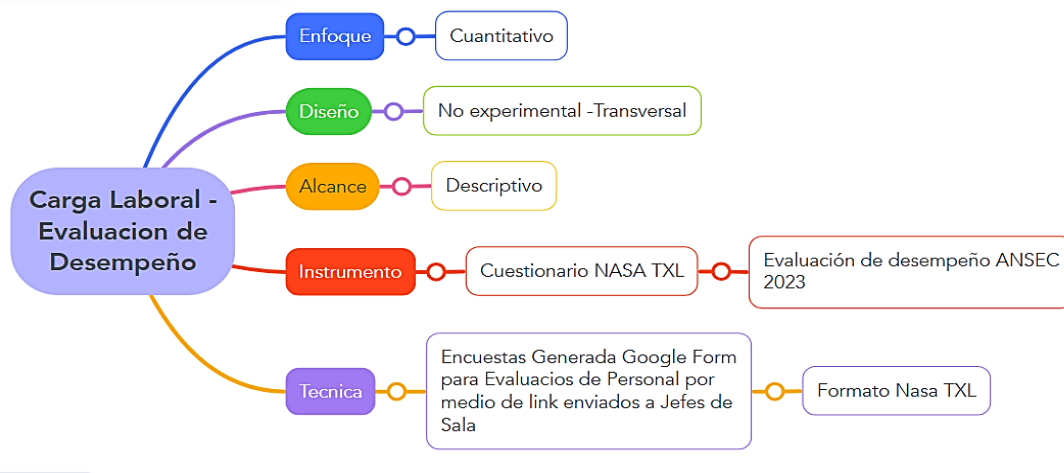 Carga Laboral -
Evaluacion de
Desempeño
Enfoque
Cuantitativo
Diseño
No experimental -Transversal
Alcance
Descriptivo
Instrumento
Cuestionario NASA TXL
Evaluación de desempeño ANSEC
2023
Tecnica
Encuestas Generada Google Form
para Evaluacios de Personal por
medio de link enviados a Jefes de
Sala
Formato Nasa TXL